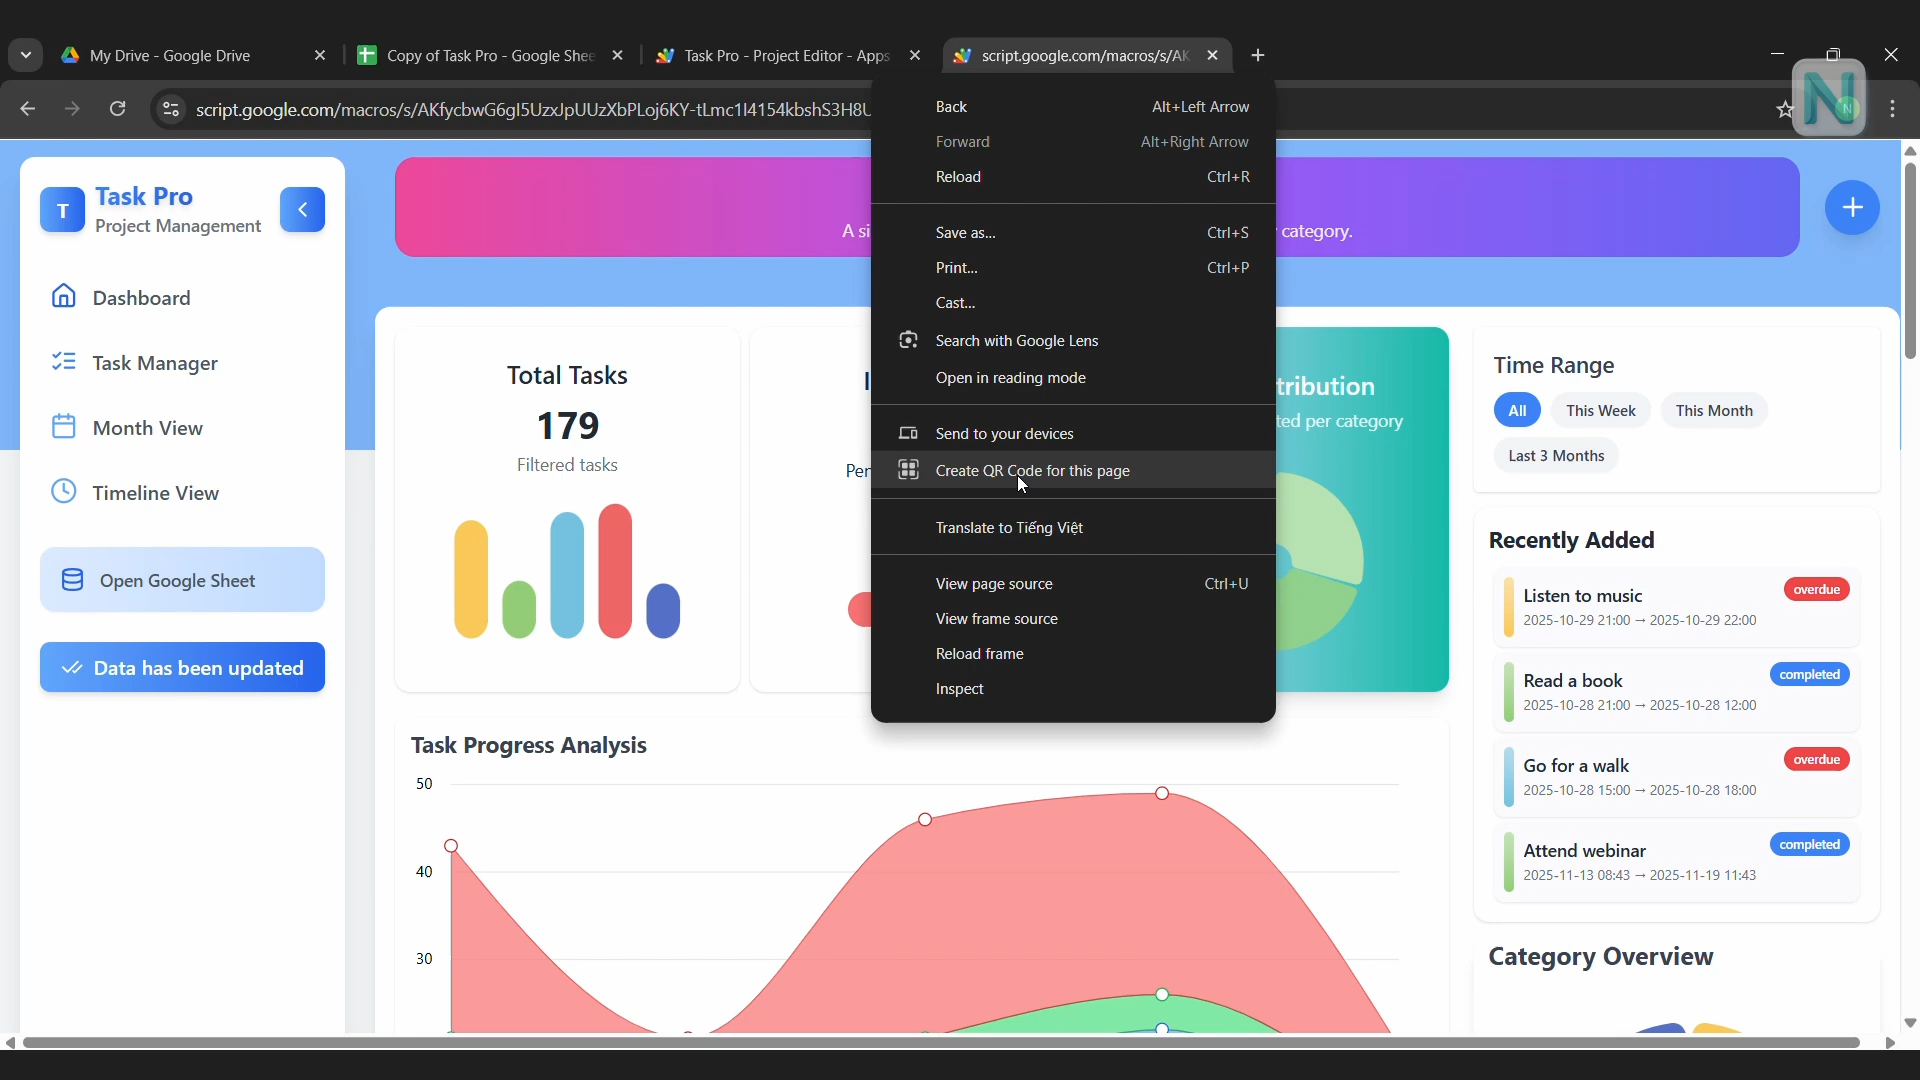 My Drive - Google Drive
Copy of Task Pro - Google Shee
Task Pro - Project Editor - Apps
script.google.com/macros/s/AK
Back Alt+Left Arrow
Forward Alt+Right Arrow
Reload Ctrl+R
Save as... Ctrl+S
Print... Ctrl+P
Cast...
Search with Google Lens
Open in reading mode
Send to your devices
Create QR Code for this page
Translate to Tiếng Việt
View page source Ctrl+U
View frame source
Reload frame
Inspect
N
N
T
Task Pro
Project Management
Dashboard
Task Manager
Month View
Timeline View
Open Google Sheet
Data has been updated
A si
category.
Total Tasks
179
Filtered tasks
Per
tribution
ted per category
Task Progress Analysis
50
40
30
Time Range
All
This Week
This Month
Last 3 Months
Recently Added
Listen to music
overdue
2025-10-29 21:00 → 2025-10-29 22:00
Read a book
completed
2025-10-28 21:00 → 2025-10-28 12:00
Go for a walk
overdue
2025-10-28 15:00 → 2025-10-28 18:00
Attend webinar
completed
2025-11-13 08:43 → 2025-11-19 11:43
Category Overview